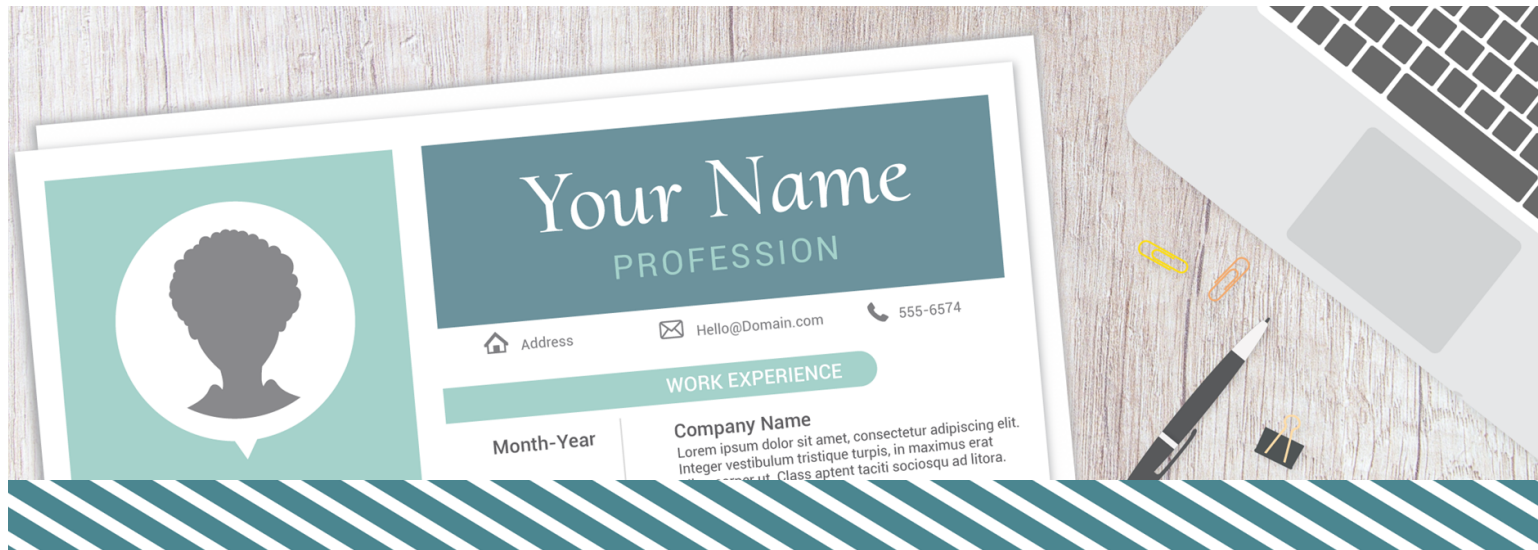 Your Name
PROFESSION
Address
Hello@Domain.com
555-6574
WORK EXPERIENCE
Month-Year
Company Name
Lorem ipsum dolor sit amet, consectetur adipiscing elit.
Integer vestibulum tristique turpis, in maximus erat
ut. Class aptent taciti sociosqu ad litora.